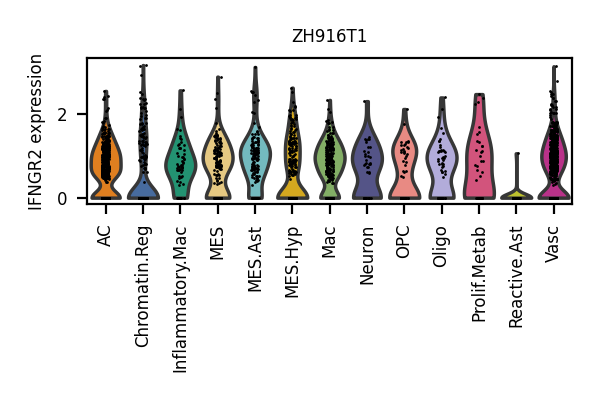 ZH916T1
IFNGR2 expression
2
0
AC
Chromatin.Reg
Inflammatory.Mac
MES
MES.Ast
MES.Hyp
Mac
Neuron
OPC
Oligo
Prolif.Metab
Reactive.Ast
Vasc